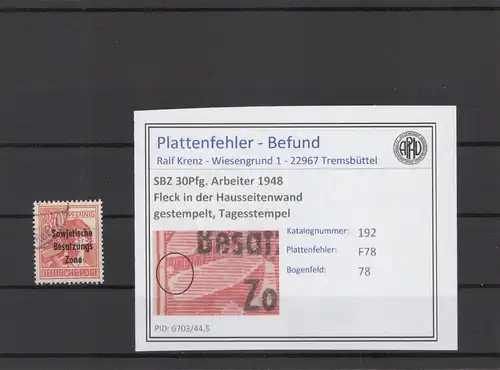 Plattenfehler - Befund
Ralf Krenz - Wiesengrund 1 - 22967 Tremsbüttel
SBZ 30Pfg. Arbeiter 1948
Fleck in der Hausseitenwand
gestempelt, Tagesstempel
Katalognummer: 192
Plattenfehler: F78
Bogenfeld: 78
Besat
Zo
PID: 6703/44,5
PFENNIG
Sowjetische
Besatzungs
Zone
DEUTSCHE POST